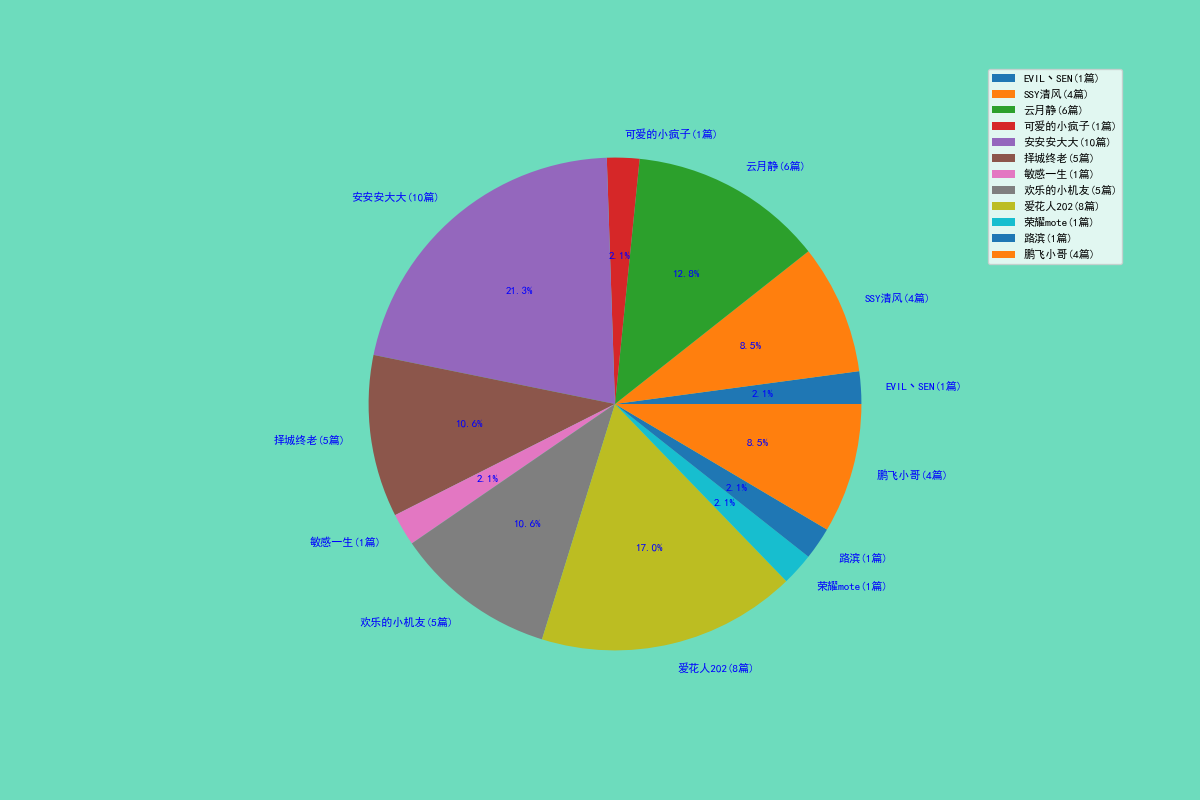 EVIL丶SEN(1篇)
SSY清风(4篇)
云月静(6篇)
可爱的小疯子(1篇)
安安安大大(10篇)
择城终老(5篇)
敏感一生(1篇)
欢乐的小机友(5篇)
爱花人202(8篇)
荣耀mote(1篇)
路滨(1篇)
鹏飞小哥(4篇)
可爱的小疯子(1篇)
云月静(6篇)
安安安大大(10篇)
2.1%
12.8%
21.3%
SSY清风(4篇)
8.5%
EVIL丶SEN(1篇)
2.1%
10.6%
择城终老(5篇)
8.5%
鹏飞小哥(4篇)
2.1%
2.1%
2.1%
10.6%
敏感一生(1篇)
17.0%
路滨(1篇)
荣耀mote(1篇)
欢乐的小机友(5篇)
爱花人202(8篇)